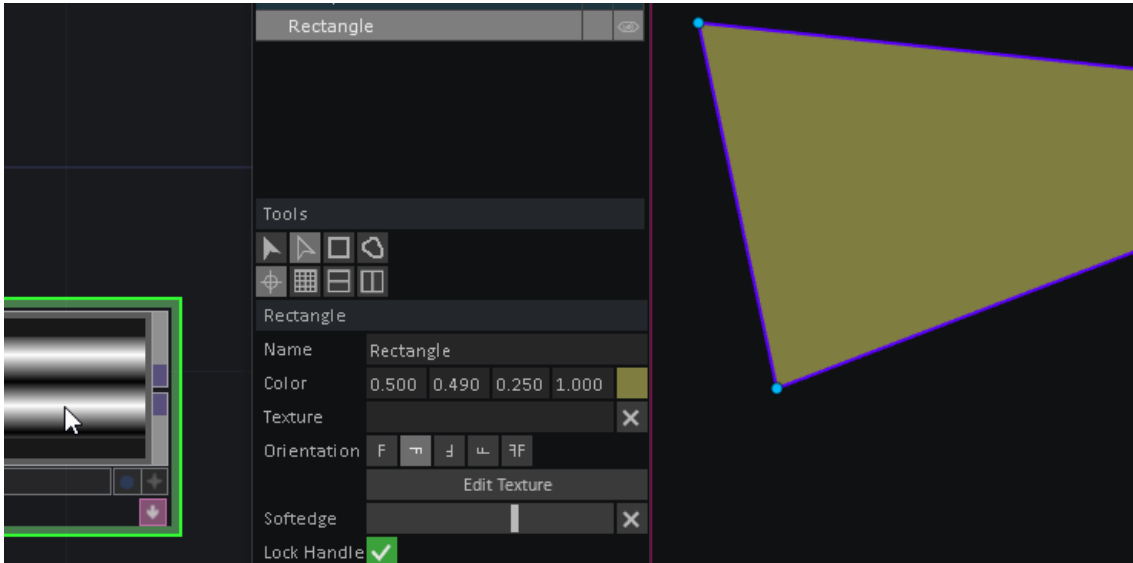 Rectangle
Tools
Rectangle
Name Rectangle
Color 0.500 0.490 0.250 1.000
Texture
Orientation F
Edit Texture
Softedge
Lock Handle